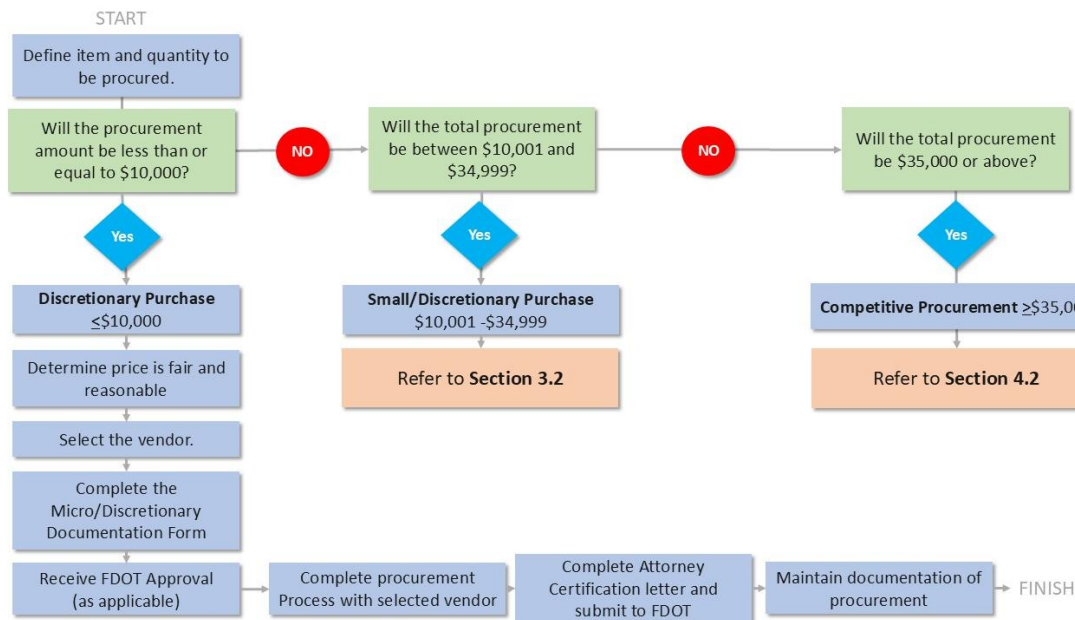 START
Define item and quantity to
be procured.
Will the procurement
amount be less than or
equal to $10,000?
NO
Will the total procurement
be between $10,001 and
$34,999?
NO
Will the total procurement
be $35,000 or above?
Yes
Yes
Yes
Discretionary Purchase
≤$10,000
Small/Discretionary Purchase
$10,001 -$34,999
Competitive Procurement ≥$35,00
Determine price is fair and
reasonable
Refer to Section 3.2
Refer to Section 4.2
Select the vendor.
Complete the
Micro/Discretionary
Documentation Form
Receive FDOT Approval
(as applicable)
Complete procurement
Process with selected vendor
Complete Attorney
Certification letter and
submit to FDOT
Maintain documentation of
procurement
FINISH